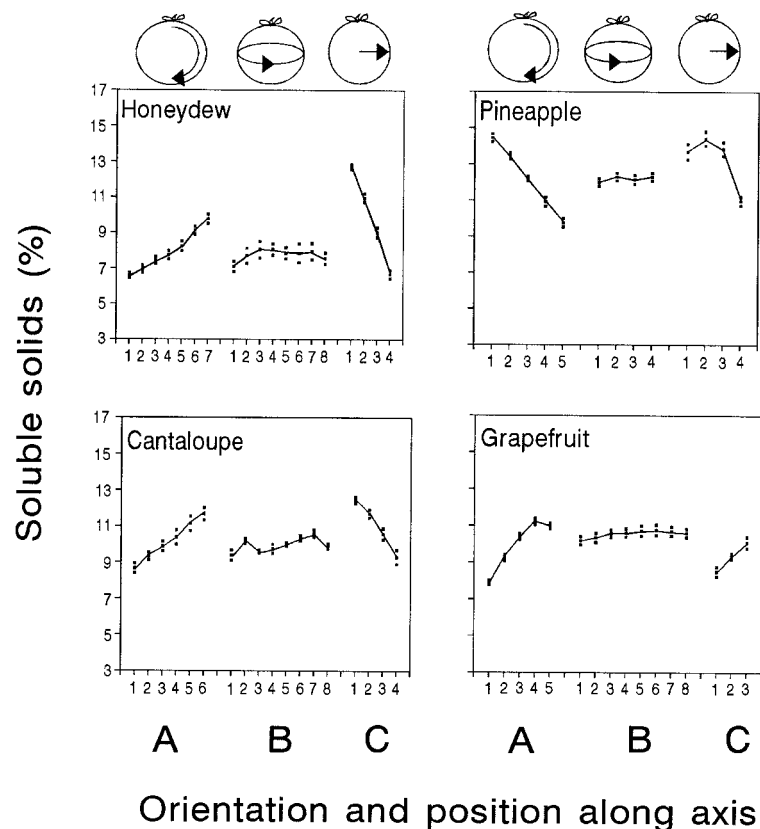 Soluble solids (%)
17
15
13
11
9
7
5
3
Honeydew
1 2 3 4 5 6 7
1 2 3 4 5 6 7 8
1 2 3 4
Pineapple
1 2 3 4 5
1 2 3 4
1 2 3 4
17
15
13
11
9
7
5
3
Cantaloupe
1 2 3 4 5 6
1 2 3 4 5 6 7 8
1 2 3 4
Grapefruit
1 2 3 4 5
1 2 3 4 5 6 7 8
1 2 3
A B C A B C
Orientation and position along axis